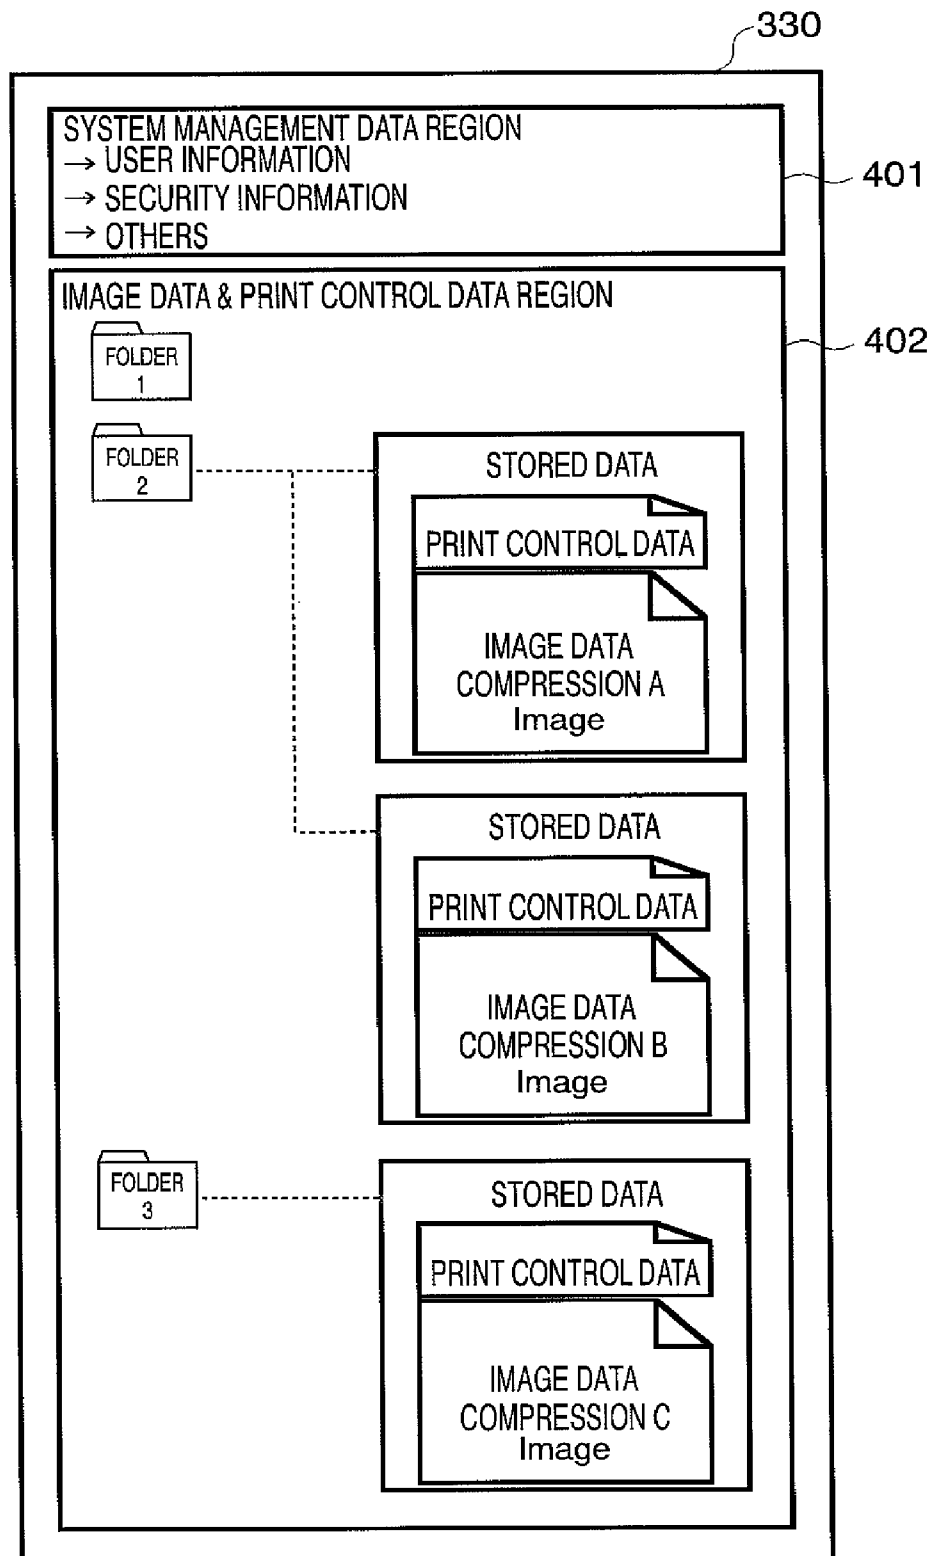 330
SYSTEM MANAGEMENT DATA REGION
→ USER INFORMATION
→ SECURITY INFORMATION
→ OTHERS
401
IMAGE DATA & PRINT CONTROL DATA REGION
402
FOLDER
1
FOLDER
2
STORED DATA
PRINT CONTROL DATA
IMAGE DATA
COMPRESSION A
Image
STORED DATA
PRINT CONTROL DATA
IMAGE DATA
COMPRESSION B
Image
FOLDER
3
STORED DATA
PRINT CONTROL DATA
IMAGE DATA
COMPRESSION C
Image